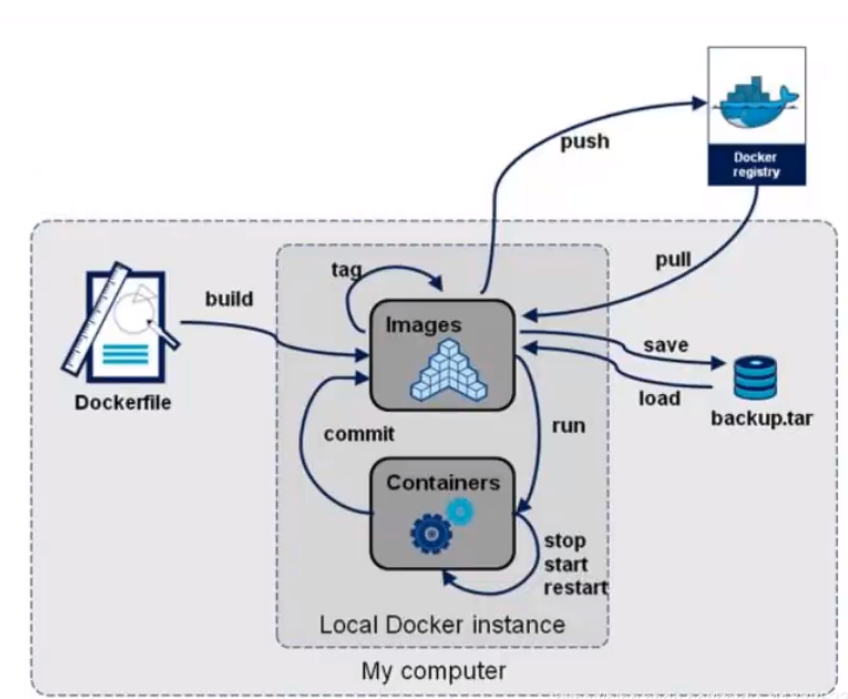 push
Docker
registry
pull
tag
build
Images
save
load
Dockerfile
backup.tar
commit
run
Containers
stop
start
restart
Local Docker instance
My computer